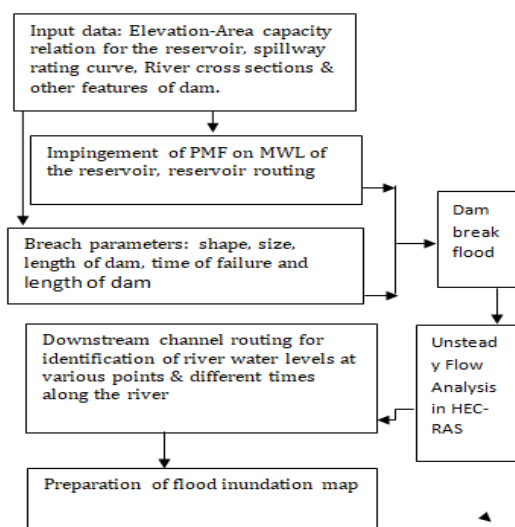 Input data: Elevation-Area capacity
relation for the reservoir, spillway
rating curve, River cross sections &
other features of dam.
Impingement of PMF on MWL of
the reservoir, reservoir routing
Breach parameters: shape, size,
length of dam, time of failure and
length of dam
Dam
break
flood
Unstead
y Flow
Analysis
in HEC-
RAS
Downstream channel routing for
identification of river water levels at
various points & different times
along the river
Preparation of flood inundation map